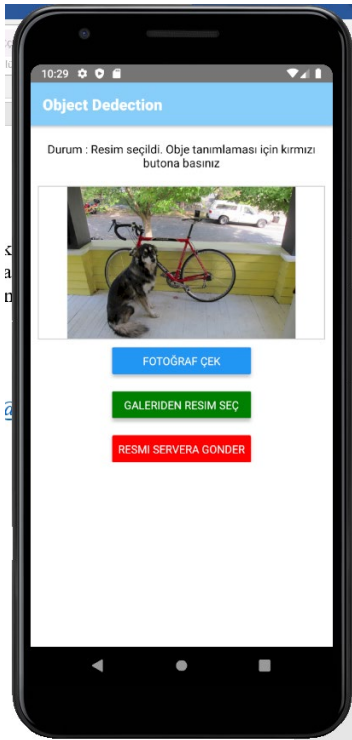 10:29
Object Dedection
Durum : Resim seçildi. Obje tanımlaması için kırmızı
butona basınız
FOTOĞRAF ÇEK
GALERIDEN RESIM SEÇ
RESMI SERVERA GONDER